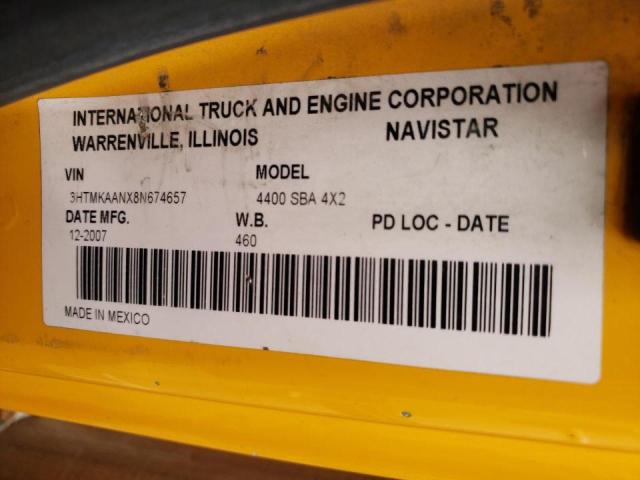 INTERNATIONAL TRUCK AND ENGINE CORPORATION
WARRENVILLE, ILLINOIS NAVISTAR
VIN MODEL
3HTMKAANX8N674657 4400 SBA 4X2
DATE MFG. W.B. PD LOC - DATE
12-2007 460
MADE IN MEXICO